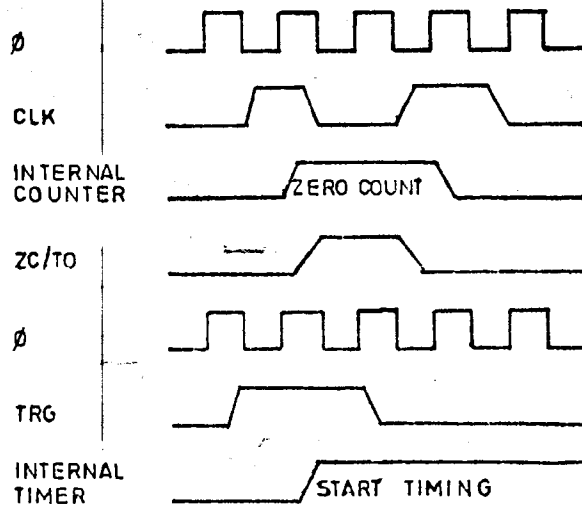 Ø
CLK
INTERNAL
COUNTER
ZERO COUNT
ZC/TO
Ø
TRG
INTERNAL
TIMER
START TIMING